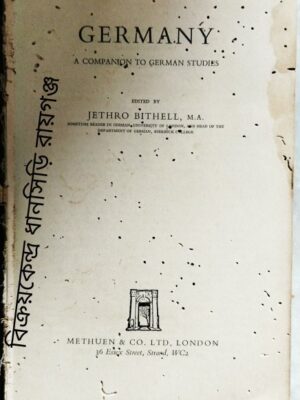 GERMANY
A COMPANION TO GERMAN STUDIES
EDITED BY
JETHRO BITHELL, M.A.
SOMETIME READER IN GERMAN, UNIVERSITY OF LONDON, AND HEAD OF THE
DEPARTMENT OF GERMAN, BIRKBECK COLLEGE
METHUEN & CO. LTD. LONDON
36 Essex Street, Strand, WC2
বিক্রয়কেন্দ্র ধানসিড়ি রায়গঞ্জ